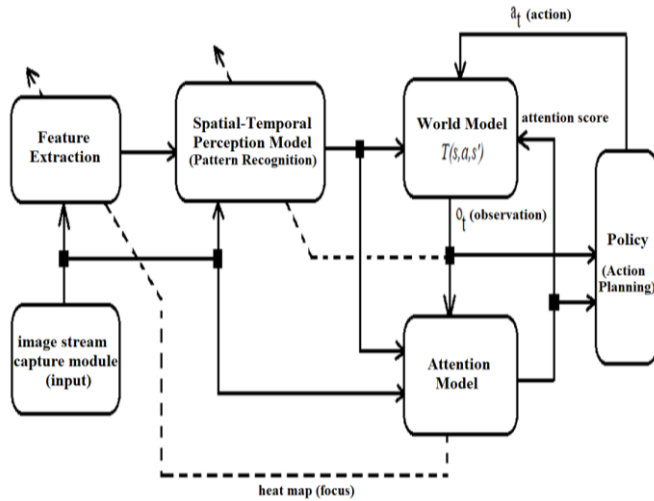 a_t (action)
Feature
Extraction
Spatial-Temporal
Perception Model
(Pattern Recognition)
World Model
T(s,a,s')
attention score
o_t (observation)
Policy
(Action
Planning)
image stream
capture module
(input)
Attention
Model
heat map (focus)